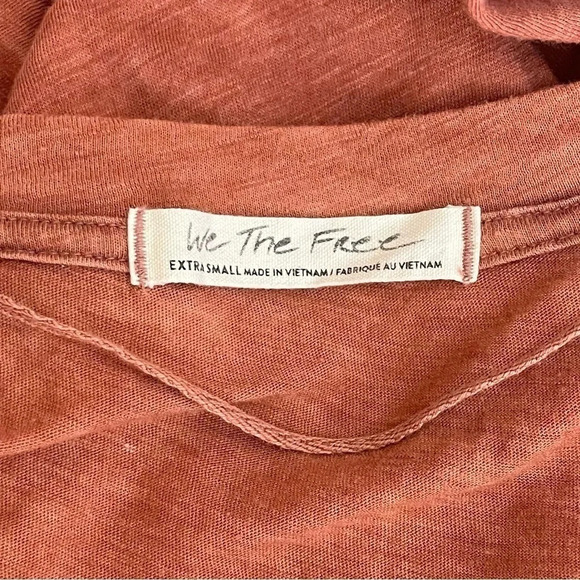 We The Free
EXTRA SMALL MADE IN VIETNAM / FABRIQUE AU VIETNAM